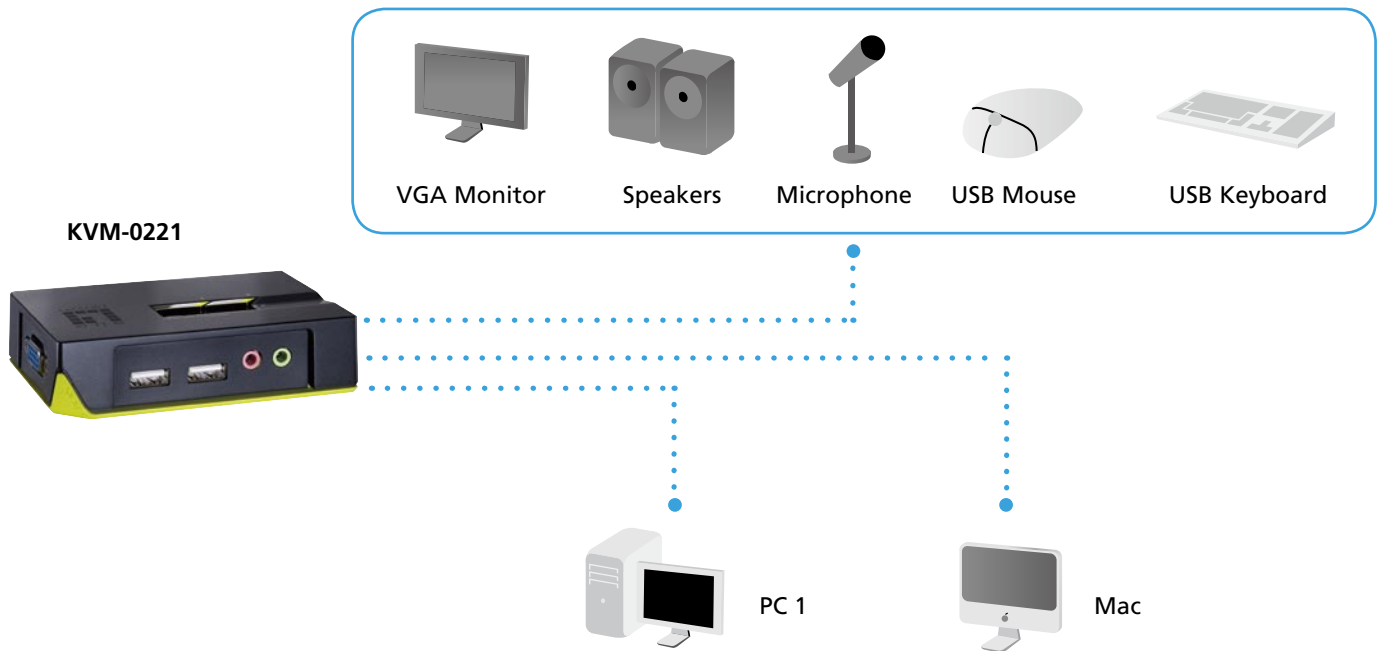 VGA Monitor
Speakers
Microphone
USB Mouse
USB Keyboard
KVM-0221
PC 1
Mac